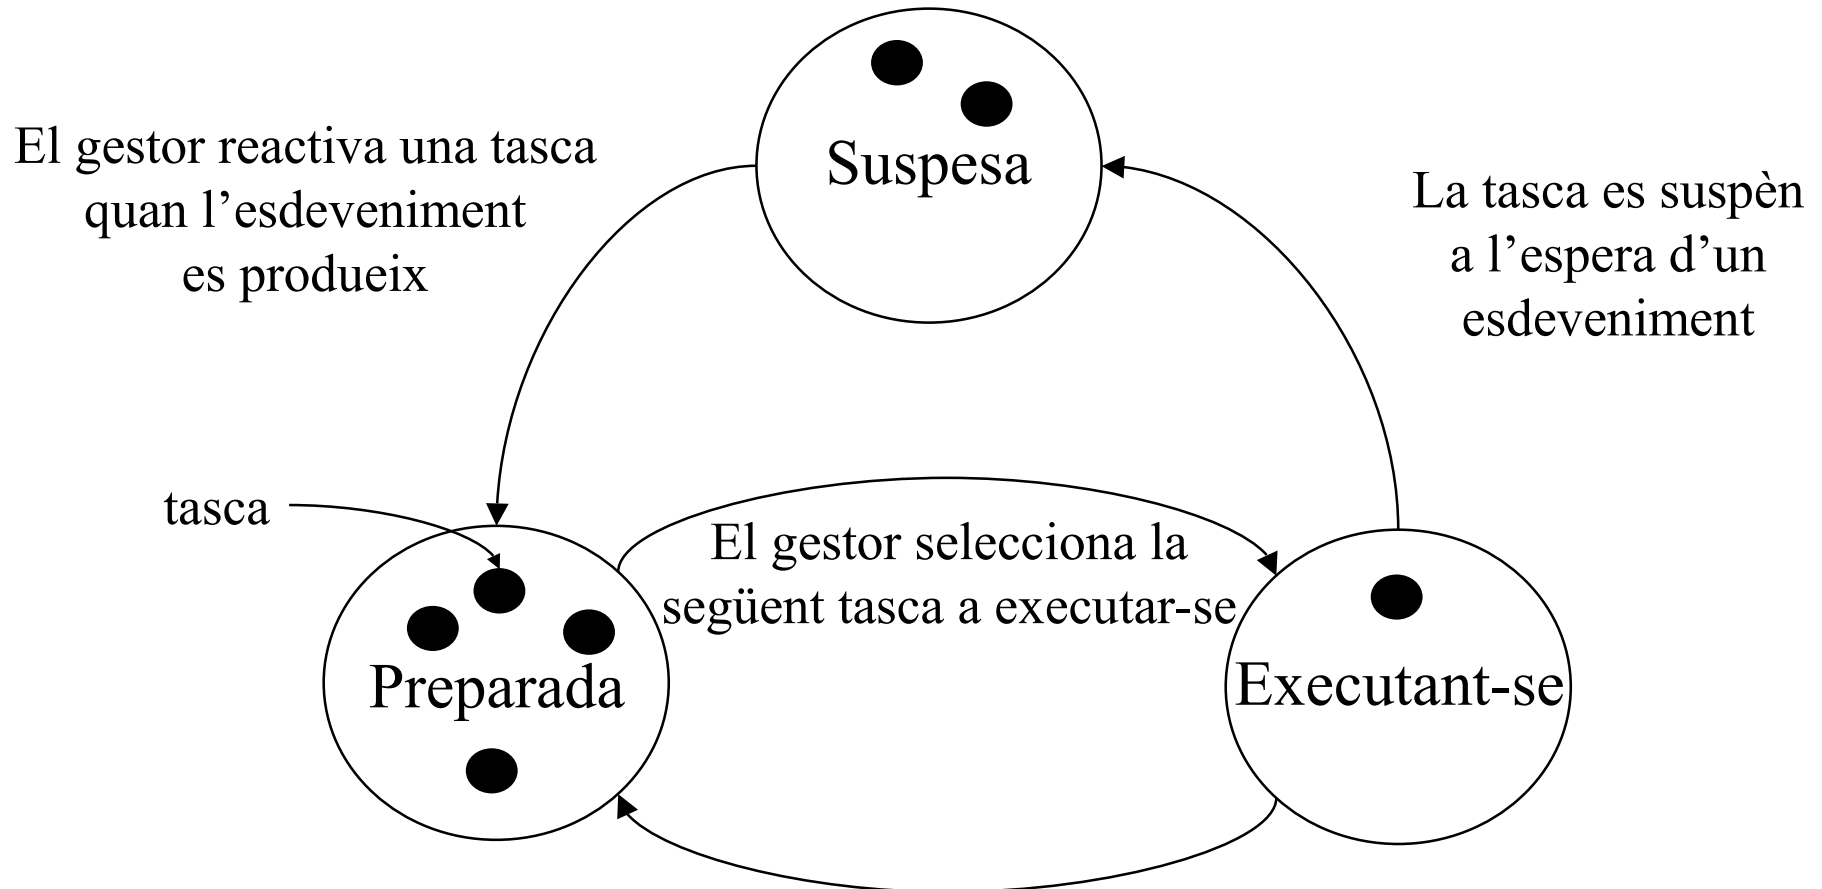 El gestor reactiva una tasca
quan l’esdeveniment
es produeix
Suspesa
La tasca es suspèn
a l’espera d’un
esdeveniment
tasca
El gestor selecciona la
següent tasca a executar-se
Preparada
Executant-se